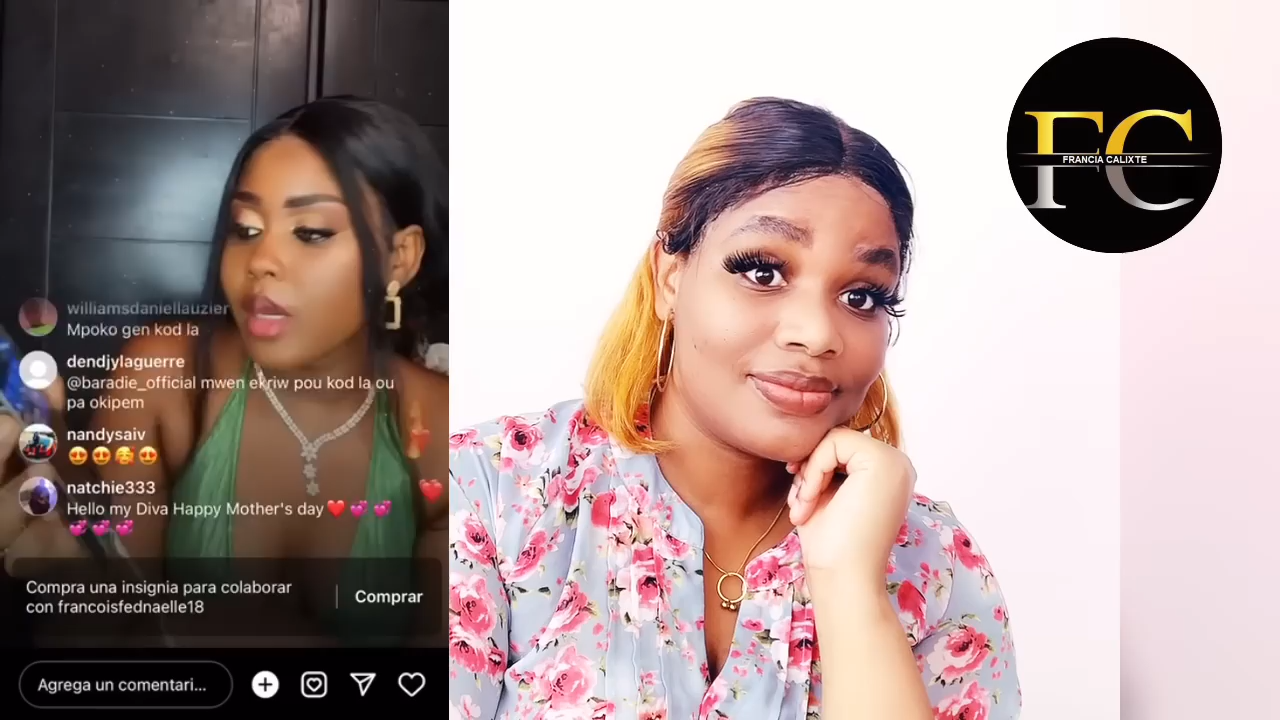 williamsdaniellauzier
Mpoko gen kod la
dendjylaguerre
@baradie_official mwen ekriw pou kod la ou
pa okipem
nandysaiv
😍😍🥰😍
natchie333
Hello my Diva Happy Mother's day❤️💞💞
💞💞💞
Compra una insignia para colaborar
con francoisfednaelle18
Comprar
Agrega un comentari...
FC
FRANCIA CALIXTE